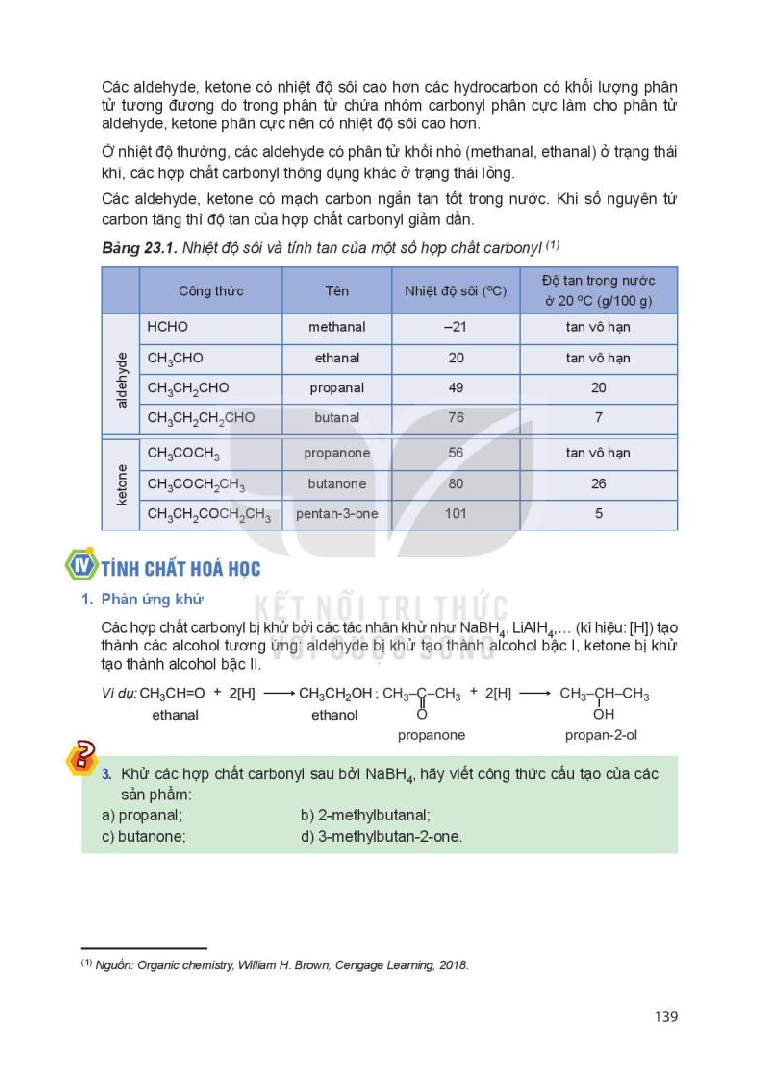 Các aldehyde, ketone có nhiệt độ sôi cao hơn các hydrocarbon có khối lượng phân
tử tương đương do trong phân tử chứa nhóm carbonyl phân cực làm cho phân tử
aldehyde, ketone phân cực nên có nhiệt độ sôi cao hơn.
Ở nhiệt độ thường, các aldehyde có phân tử khối nhỏ (methanal, ethanal) ở trạng thái
khí, các hợp chất carbonyl thông dụng khác ở trạng thái lỏng.
Các aldehyde, ketone có mạch carbon ngắn tan tốt trong nước. Khi số nguyên tử
carbon tăng thì độ tan của hợp chất carbonyl giảm dần.
Bảng 23.1. Nhiệt độ sôi và tính tan của một số hợp chất carbonyl (1)
Công thức Tên Nhiệt độ sôi (°C) Độ tan trong nước
ở 20 °C (g/100 g)
aldehyde
HCHO methanal –21 tan vô hạn
CH₃CHO ethanal 20 tan vô hạn
CH₃CH₂CHO propanal 49 20
CH₃CH₂CH₂CHO butanal 76 7
ketone
CH₃COCH₃ propanone 56 tan vô hạn
CH₃COCH₂CH₃ butanone 80 26
CH₃CH₂COCH₂CH₃ pentan-3-one 101 5
IV TÍNH CHẤT HOÁ HỌC
KẾT NỐI TRI THỨC
VỚI CUỘC SỐNG
1. Phản ứng khử
Các hợp chất carbonyl bị khử bởi các tác nhân khử như NaBH₄, LiAlH₄,... (kí hiệu: [H]) tạo
thành các alcohol tương ứng: aldehyde bị khử tạo thành alcohol bậc I, ketone bị khử
tạo thành alcohol bậc II.
Ví dụ: CH₃CH=O + 2[H] ⟶ CH₃CH₂OH ; CH₃–C–CH₃ + 2[H] ⟶ CH₃–CH–CH₃
ethanal ethanol O OH
propanone propan-2-ol
?
3. Khử các hợp chất carbonyl sau bởi NaBH₄, hãy viết công thức cấu tạo của các
sản phẩm:
a) propanal; b) 2-methylbutanal;
c) butanone; d) 3-methylbutan-2-one.
(1) Nguồn: Organic chemistry, William H. Brown, Cengage Learning, 2018.
139